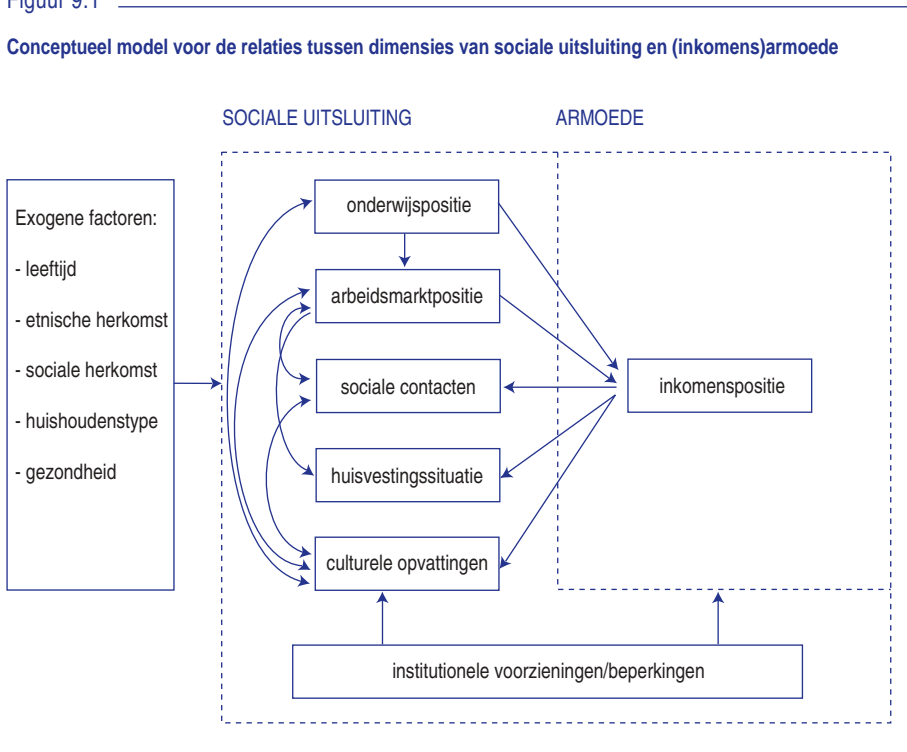 Figuur 9.1
Conceptueel model voor de relaties tussen dimensies van sociale uitsluiting en (inkomens)armoede
SOCIALE UITSLUITING
ARMOEDE
Exogene factoren:
- leeftijd
- etnische herkomst
- sociale herkomst
- huishoudenstype
- gezondheid
onderwijspositie
arbeidsmarktpositie
sociale contacten
huisvestingssituatie
culturele opvattingen
inkomenspositie
institutionele voorzieningen/beperkingen